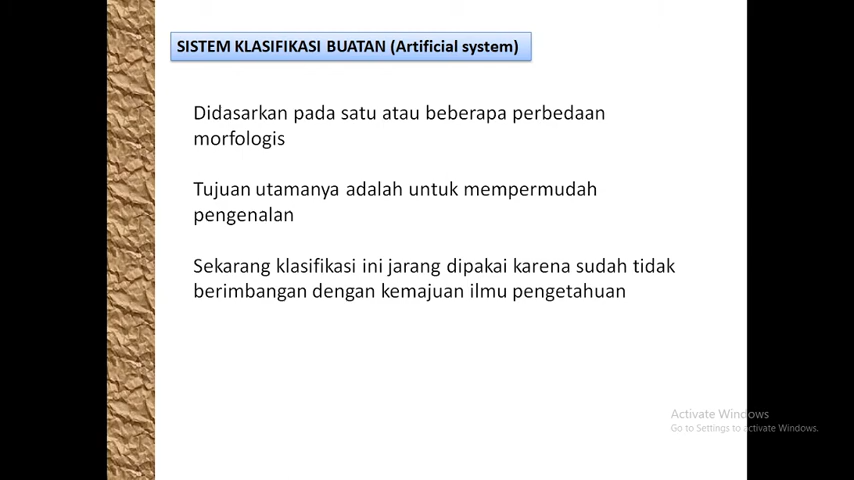 SISTEM KLASIFIKASI BUATAN (Artificial system)
Didasarkan pada satu atau beberapa perbedaan
morfologis
Tujuan utamanya adalah untuk mempermudah
pengenalan
Sekarang klasifikasi ini jarang dipakai karena sudah tidak
berimbangan dengan kemajuan ilmu pengetahuan
Activate Windows
Go to Settings to activate Windows.